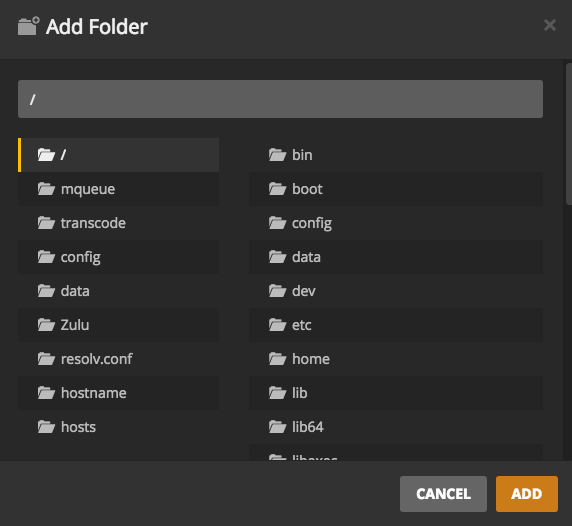 Add Folder
/
/
mqueue
transcode
config
data
Zulu
resolv.conf
hostname
hosts
bin
boot
config
data
dev
etc
home
lib
lib64
libexec
CANCEL
ADD